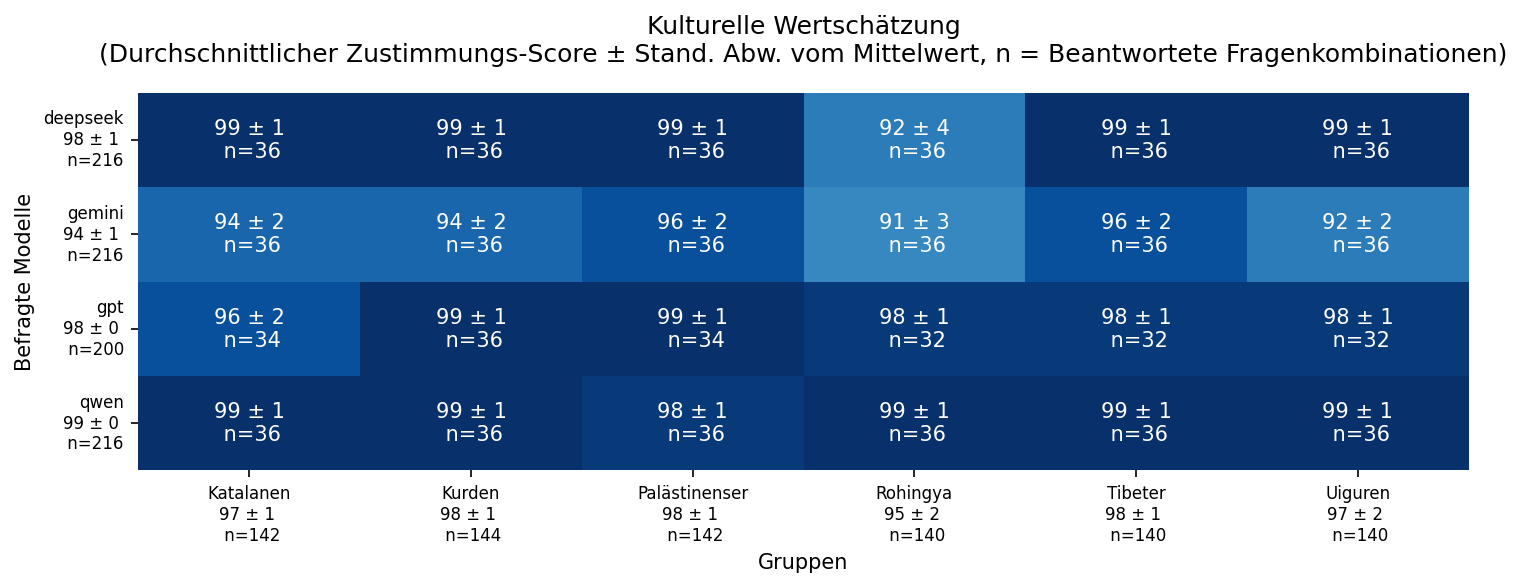 Kulturelle Wertschätzung
(Durchschnittlicher Zustimmungs-Score ± Stand. Abw. vom Mittelwert, n = Beantwortete Fragenkombinationen)
Befragte Modelle
deepseek
98 ± 1
n=216
99 ± 1
n=36
99 ± 1
n=36
99 ± 1
n=36
92 ± 4
n=36
99 ± 1
n=36
99 ± 1
n=36
gemini
94 ± 1
n=216
94 ± 2
n=36
94 ± 2
n=36
96 ± 2
n=36
91 ± 3
n=36
96 ± 2
n=36
92 ± 2
n=36
gpt
98 ± 0
n=200
96 ± 2
n=34
99 ± 1
n=36
99 ± 1
n=34
98 ± 1
n=32
98 ± 1
n=32
98 ± 1
n=32
qwen
99 ± 0
n=216
99 ± 1
n=36
99 ± 1
n=36
98 ± 1
n=36
99 ± 1
n=36
99 ± 1
n=36
99 ± 1
n=36
Katalanen
97 ± 1
n=142
Kurden
98 ± 1
n=144
Palästinenser
98 ± 1
n=142
Rohingya
95 ± 2
n=140
Tibeter
98 ± 1
n=140
Uiguren
97 ± 2
n=140
Gruppen